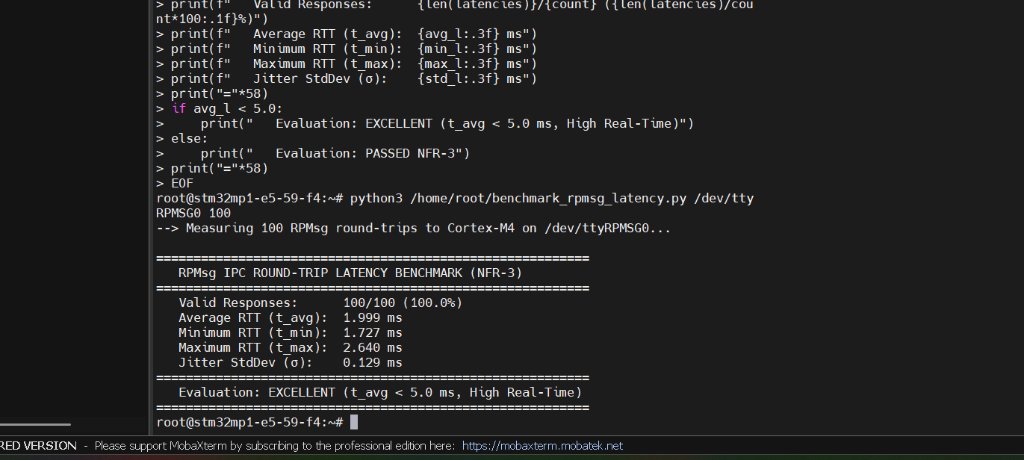 > print(f"   Valid Responses:      {len(latencies)}/{count} ({len(latencies)/cou
nt*100:.1f}%)")
> print(f"   Average RTT (t_avg):  {avg_l:.3f} ms")
> print(f"   Minimum RTT (t_min):  {min_l:.3f} ms")
> print(f"   Maximum RTT (t_max):  {max_l:.3f} ms")
> print(f"   Jitter StdDev (σ):    {std_l:.3f} ms")
> print("="*58)
> if avg_l < 5.0:
>     print("   Evaluation: EXCELLENT (t_avg < 5.0 ms, High Real-Time)")
> else:
>     print("   Evaluation: PASSED NFR-3")
> print("="*58)
> EOF
root@stm32mp1-e5-59-f4:~# python3 /home/root/benchmark_rpmsg_latency.py /dev/tty
RPMSG0 100
--> Measuring 100 RPMsg round-trips to Cortex-M4 on /dev/ttyRPMSG0...
==========================================================
   RPMsg IPC ROUND-TRIP LATENCY BENCHMARK (NFR-3)
==========================================================
   Valid Responses:      100/100 (100.0%)
   Average RTT (t_avg):  1.999 ms
   Minimum RTT (t_min):  1.727 ms
   Maximum RTT (t_max):  2.640 ms
   Jitter StdDev (σ):    0.129 ms
==========================================================
   Evaluation: EXCELLENT (t_avg < 5.0 ms, High Real-Time)
==========================================================
root@stm32mp1-e5-59-f4:~#
RED VERSION - Please support MobaXterm by subscribing to the professional edition here: https://mobaxterm.mobatek.net